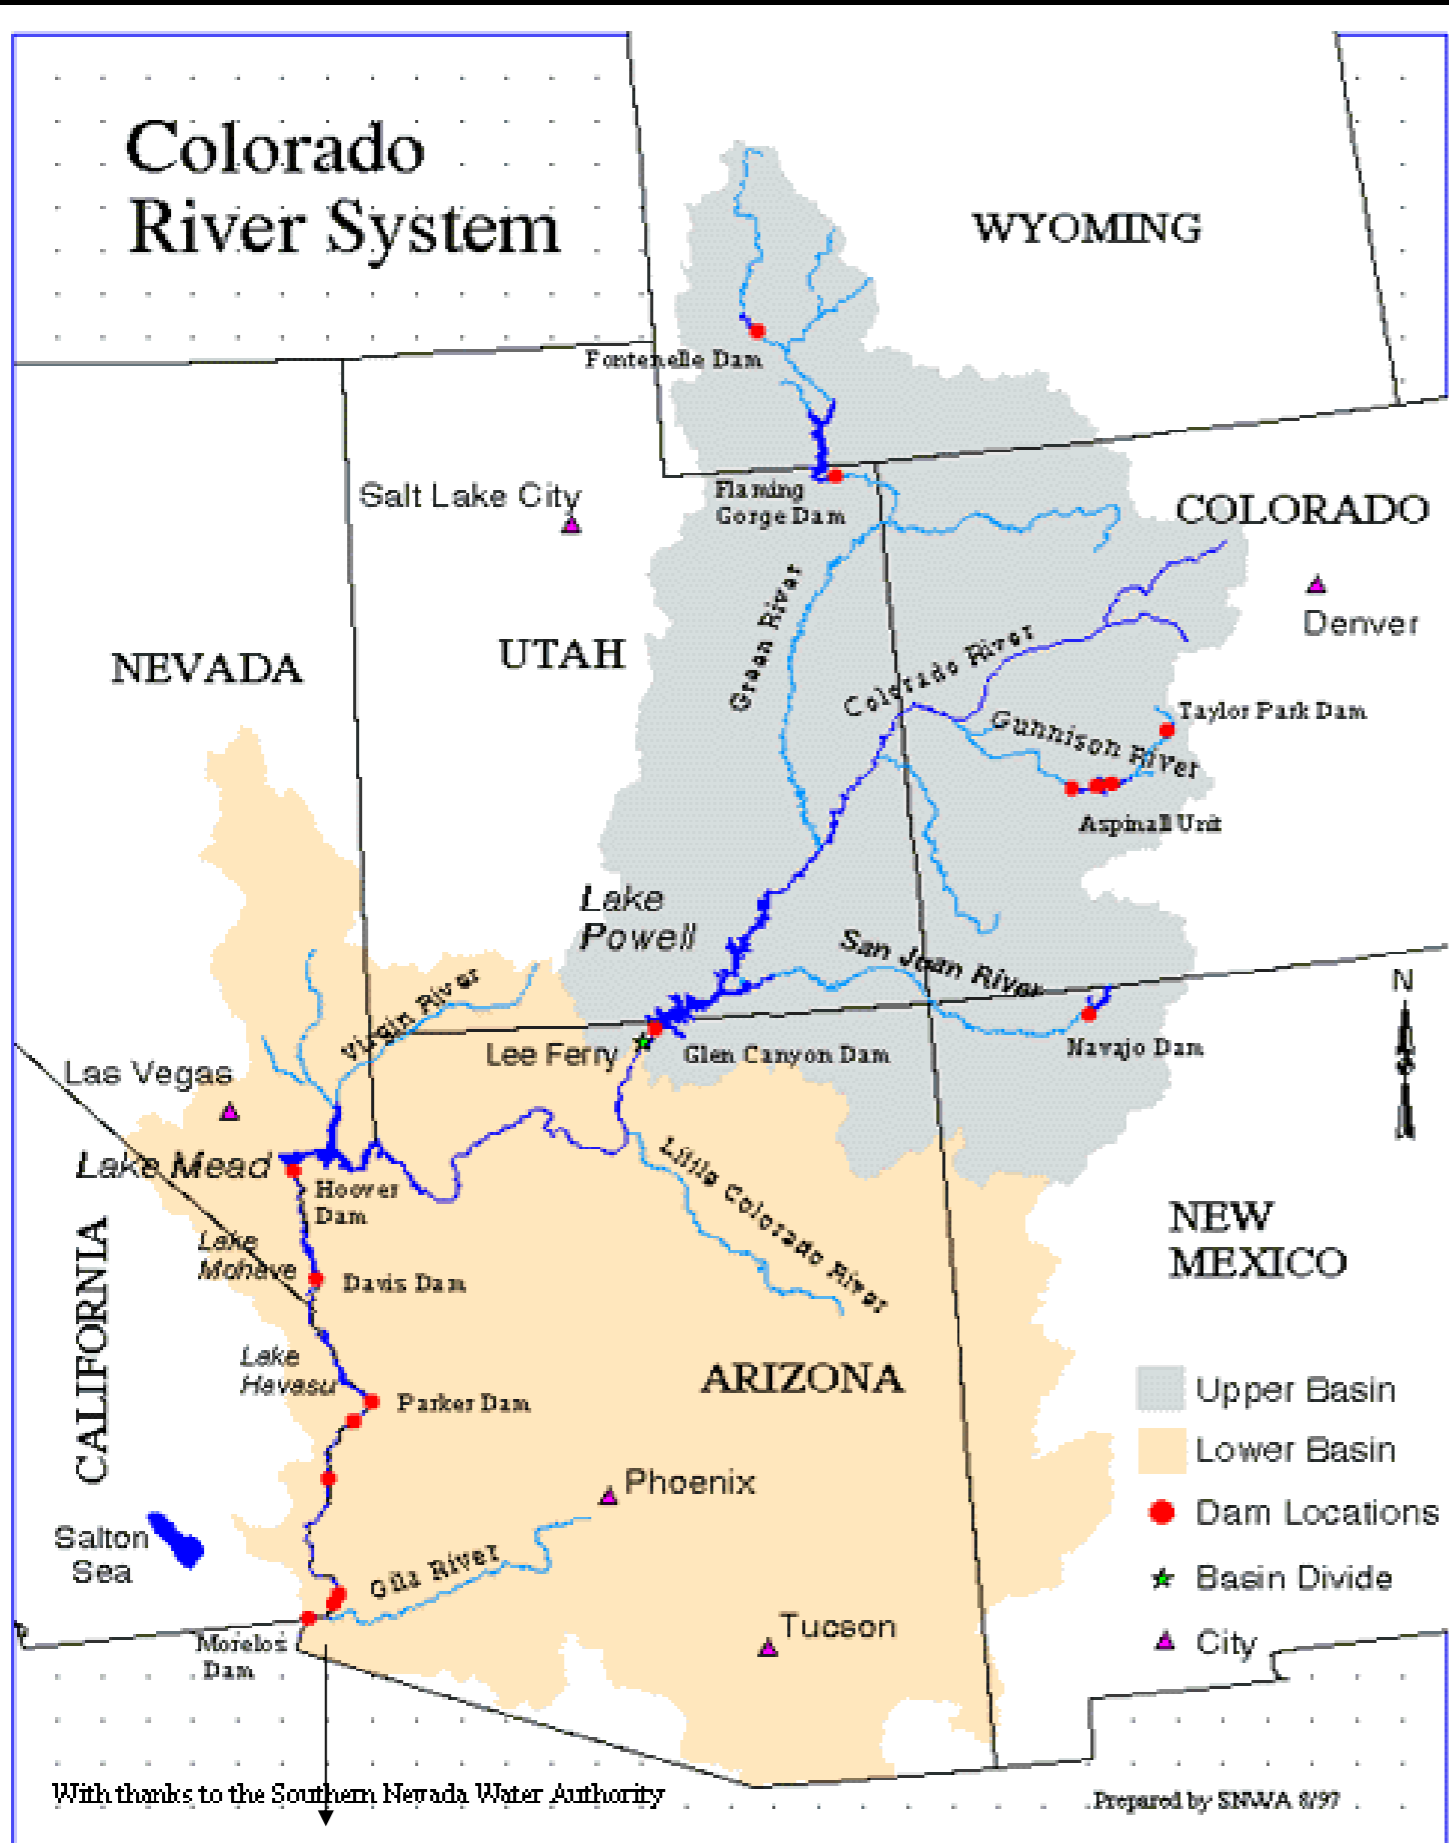 Colorado
River System
WYOMING
Fontenelle Dam
Salt Lake City
Flaming
Gorge Dam
COLORADO
Denver
Green River
UTAH
NEVADA
Colorado River
Taylor Park Dam
Gunnison River
Aspinall Unit
Lake
Powell
San Juan River
Virgin River
N
Lee Ferry
Glen Canyon Dam
Navajo Dam
Las Vegas
Lake Mead
Hoover
Dam
Little Colorado River
NEW
MEXICO
Lake
Mohave
Davis Dam
CALIFORNIA
Lake
Havasu
Parker Dam
ARIZONA
Upper Basin
Lower Basin
Phoenix
Dam Locations
Salton
Sea
Gila River
Basin Divide
Tucson
City
Morelos
Dam
With thanks to the Southern Nevada Water Authority
Prepared by SNWA 8/97